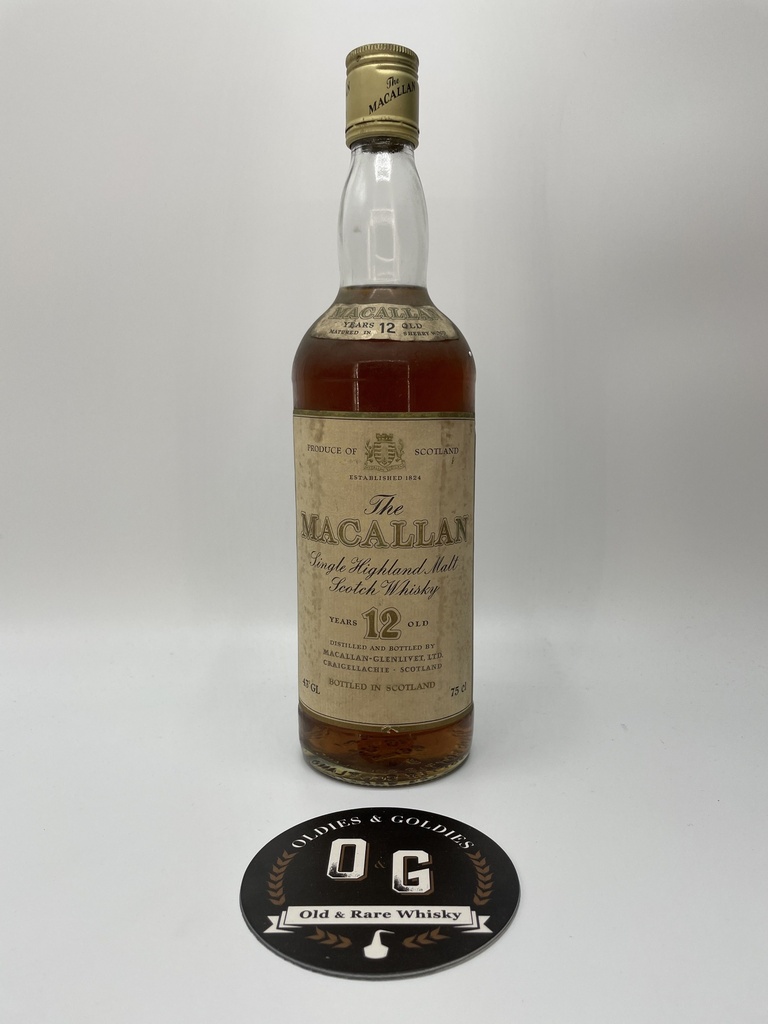 The
MACALLAN
MACALLAN
YEARS 12 OLD
MATURED IN SHERRY WOOD
PRODUCE OF SCOTLAND
ESTABLISHED 1824
The
MACALLAN
Single Highland Malt
Scotch Whisky
YEARS 12 OLD
DISTILLED AND BOTTLED BY
MACALLAN-GLENLIVET, LTD.
CRAIGELLACHIE - SCOTLAND
BOTTLED IN SCOTLAND
43° GL 75 cl
OLDIES & GOLDIES
O & G
Old & Rare Whisky